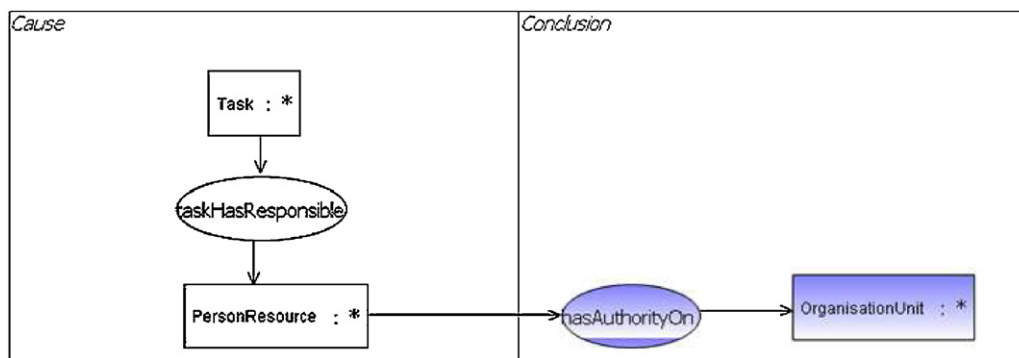 Cause
Conclusion
Task : *
taskHasResponsible
PersonResource : *
hasAuthorityOn
OrganisationUnit : *